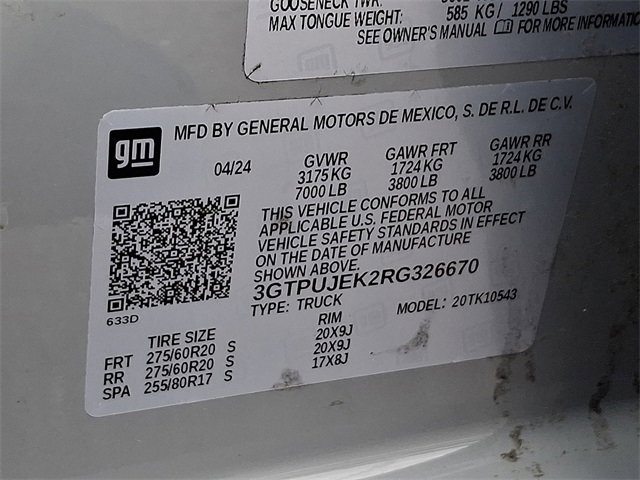 GOOSENECK TWR:
MAX TONGUE WEIGHT: 585 KG/ 1290 LBS
SEE OWNER'S MANUAL FOR MORE INFORMATIO
gm
MFD BY GENERAL MOTORS DE MEXICO, S. DE R.L. DE C.V.
04/24 GVWR GAWR FRT GAWR RR
3175 KG 1724 KG 1724 KG
7000 LB 3800 LB 3800 LB
THIS VEHICLE CONFORMS TO ALL
APPLICABLE U.S. FEDERAL MOTOR
VEHICLE SAFETY STANDARDS IN EFFECT
ON THE DATE OF MANUFACTURE
SHOWN ABOVE.
3GTPUJEK2RG326670
TYPE: TRUCK MODEL: 20TK10543
633D
TIRE SIZE RIM
FRT 275/60R20 S 20X9J
RR 275/60R20 S 20X9J
SPA 255/80R17 S 17X8J